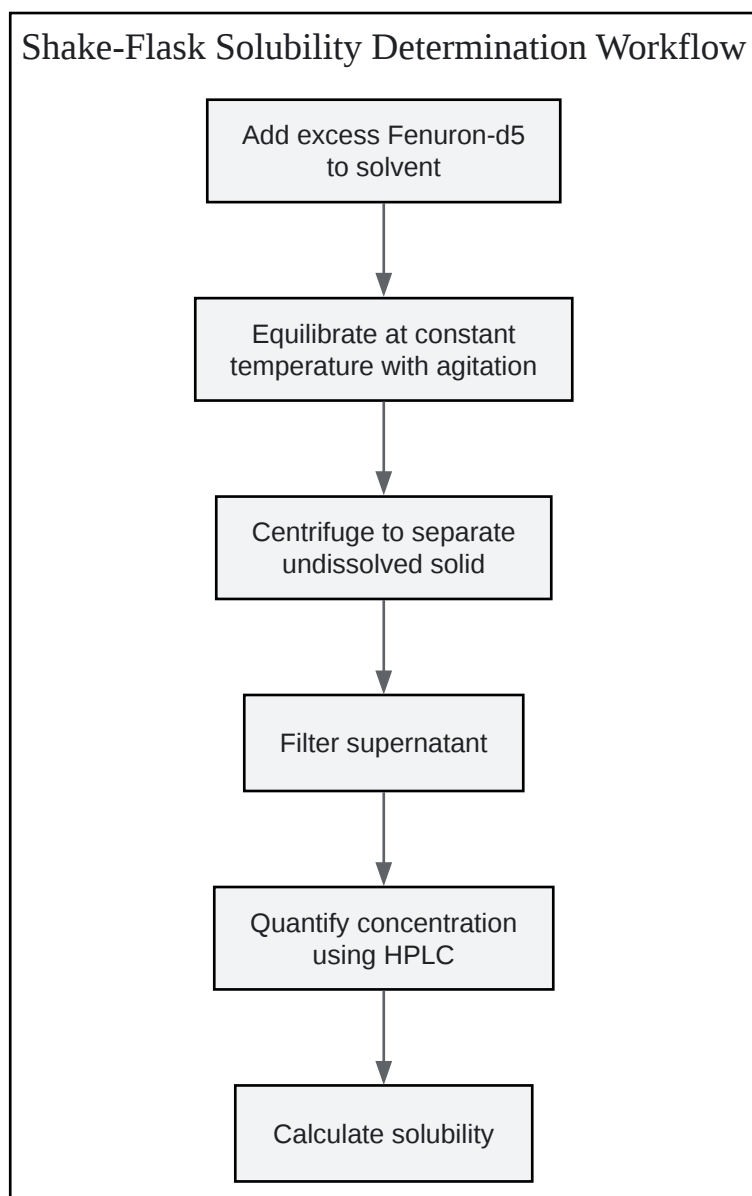 Shake-Flask Solubility Determination Workflow
Add excess Fenuron-d5
to solvent
Equilibrate at constant
temperature with agitation
Centrifuge to separate
undissolved solid
Filter supernatant
Quantify concentration
using HPLC
Calculate solubility